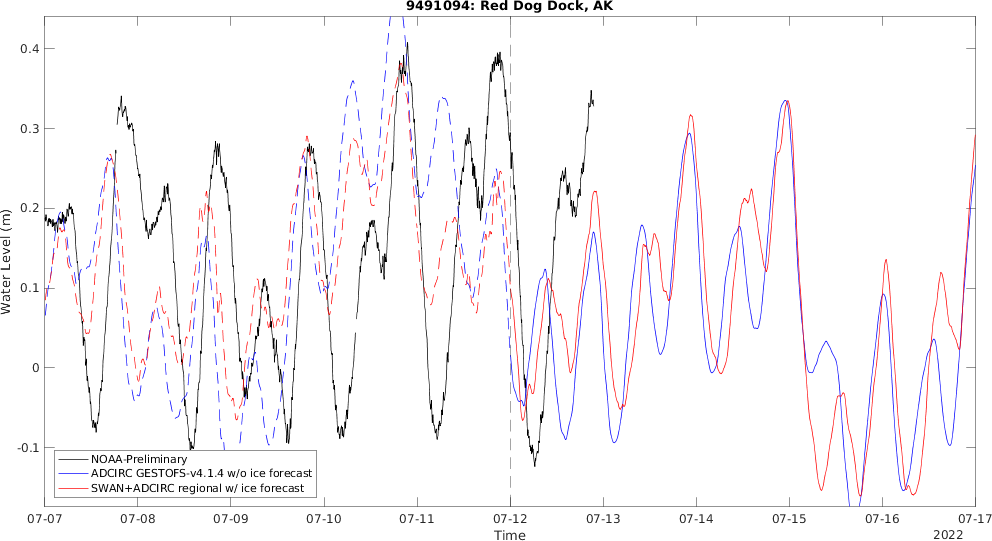 9491094: Red Dog Dock, AK
Water Level (m)
0.4
0.3
0.2
0.1
0
-0.1
NOAA-Preliminary
ADCIRC GESTOFS-v4.1.4 w/o ice forecast
SWAN+ADCIRC regional w/ ice forecast
07-07 07-08 07-09 07-10 07-11 07-12 07-13 07-14 07-15 07-16 07-17
Time
2022